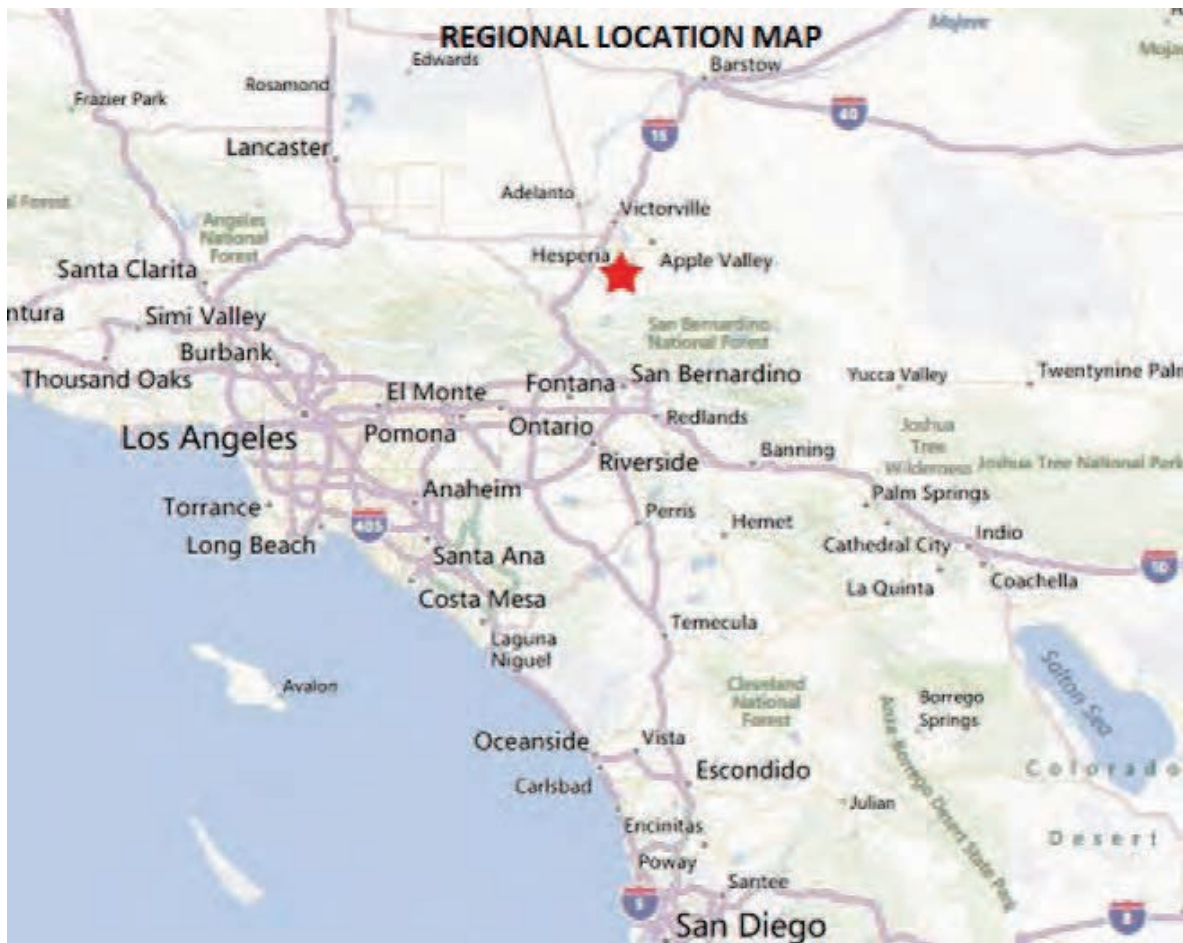 REGIONAL LOCATION MAP
Mojave
Edwards
Barstow
Rosamond
Frazier Park
40
15
Lancaster
Adelanto
Victorville
Forest
Angeles
National
Forest
Hesperia
Apple Valley
Santa Clarita
ntura
Simi Valley
San Bernardino
National Forest
Burbank
Thousand Oaks
El Monte
Fontana
San Bernardino
Yucca Valley
Twentynine Palm
Redlands
Los Angeles
Pomona
Ontario
Joshua
Tree
Wilderness
Joshua Tree National Park
Banning
Riverside
Anaheim
Palm Springs
Torrance
405
Perris
Hemet
Long Beach
Indio
Cathedral City
Santa Ana
10
Coachella
La Quinta
Costa Mesa
Temecula
Laguna
Niguel
Salton Sea
Avalon
Cleveland
National
Forest
Borrego
Springs
Anza Borrego Desert State Park
Oceanside
Vista
Escondido
Colorado
Desert
Carlsbad
Julian
Encinitas
Poway
Santee
5
8
San Diego